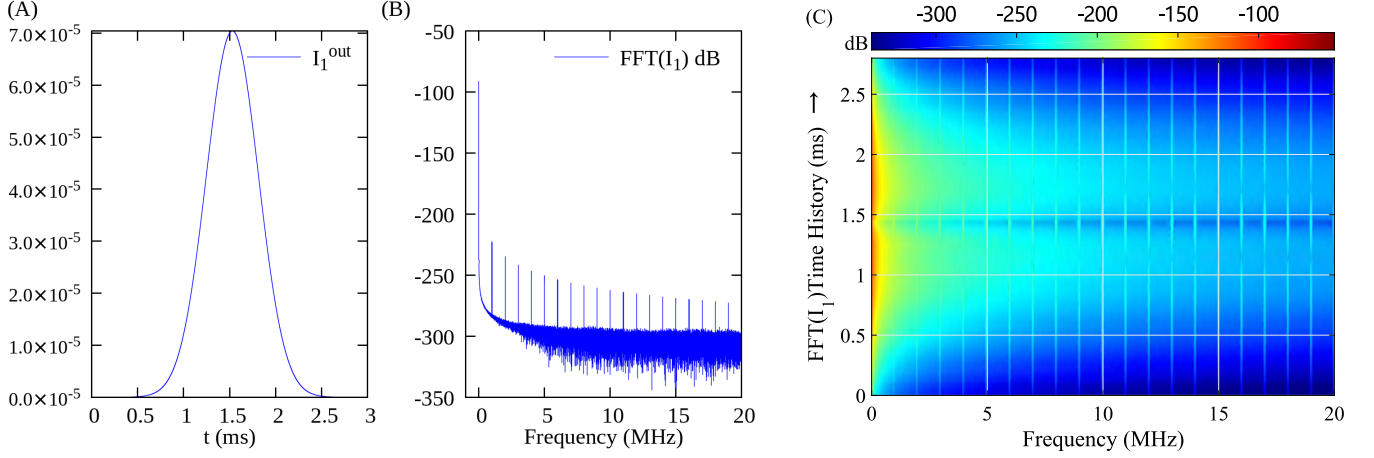 (A)
7.0×10⁻⁵
6.0×10⁻⁵
5.0×10⁻⁵
4.0×10⁻⁵
3.0×10⁻⁵
2.0×10⁻⁵
1.0×10⁻⁵
0.0×10⁻⁵
I₁ᵒᵘᵗ
0 0.5 1 1.5 2 2.5 3
t (ms)
(B)
-50
-100
-150
-200
-250
-300
-350
FFT(I₁) dB
0 5 10 15 20
Frequency (MHz)
(C)
-300 -250 -200 -150 -100
dB
FFT(I₁)Time History (ms) →
2.5
2
1.5
1
0.5
0
0 5 10 15 20
Frequency (MHz)